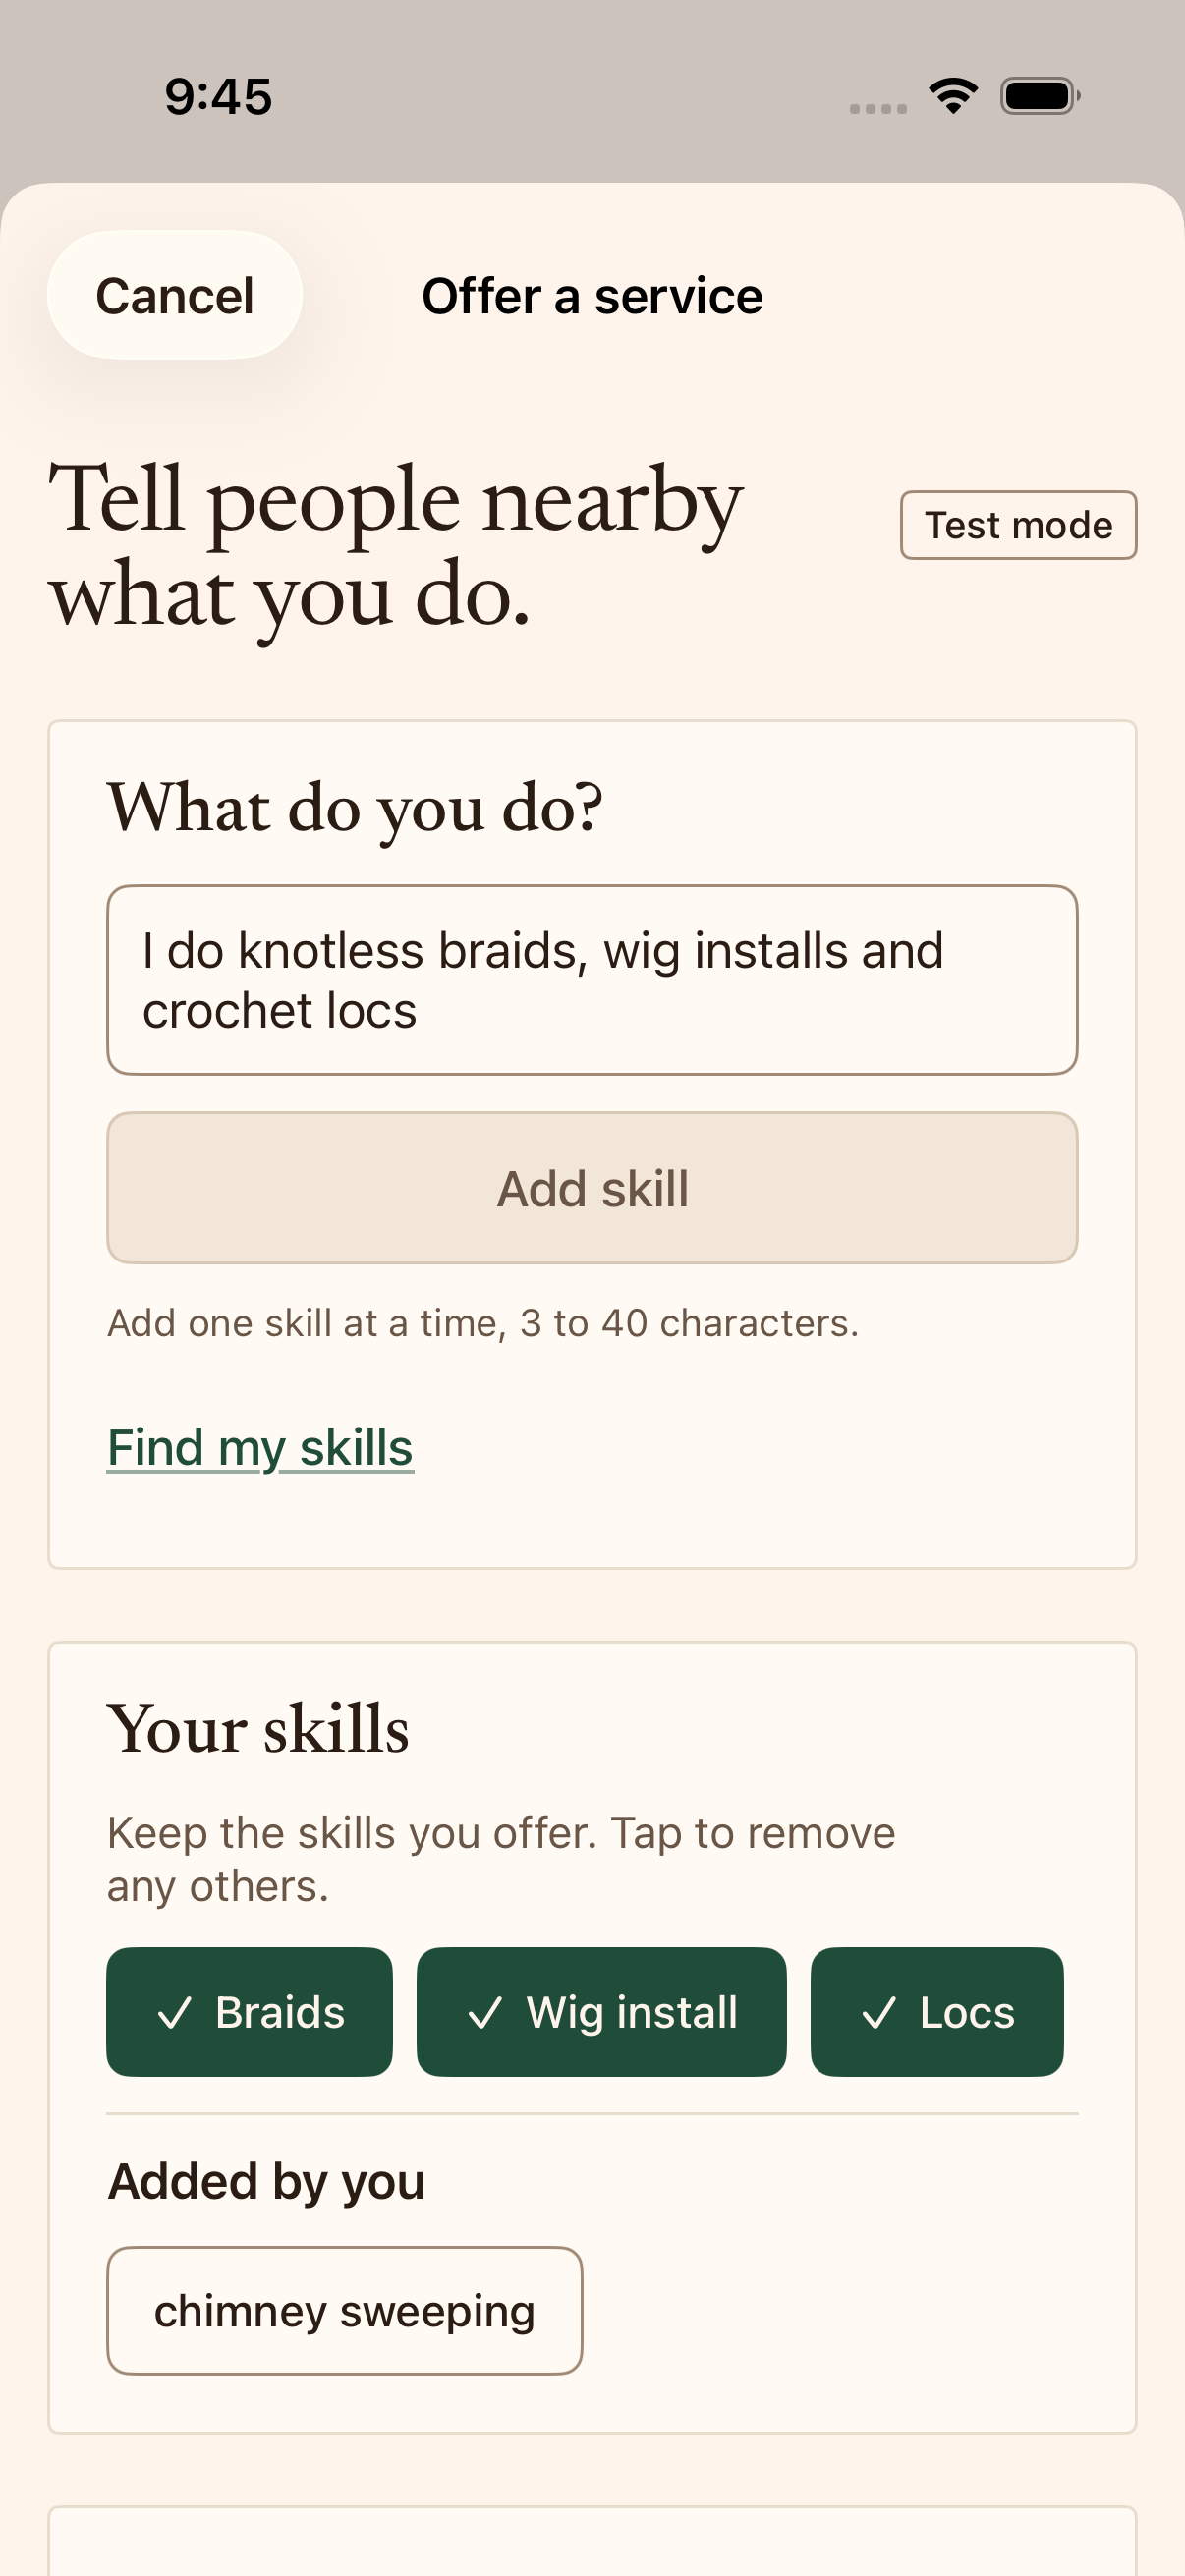 9:45
Cancel
Offer a service
Tell people nearby
what you do.
Test mode
What do you do?
I do knotless braids, wig installs and
crochet locs
Add skill
Add one skill at a time, 3 to 40 characters.
Find my skills
Your skills
Keep the skills you offer. Tap to remove
any others.
✓ Braids
✓ Wig install
✓ Locs
Added by you
chimney sweeping